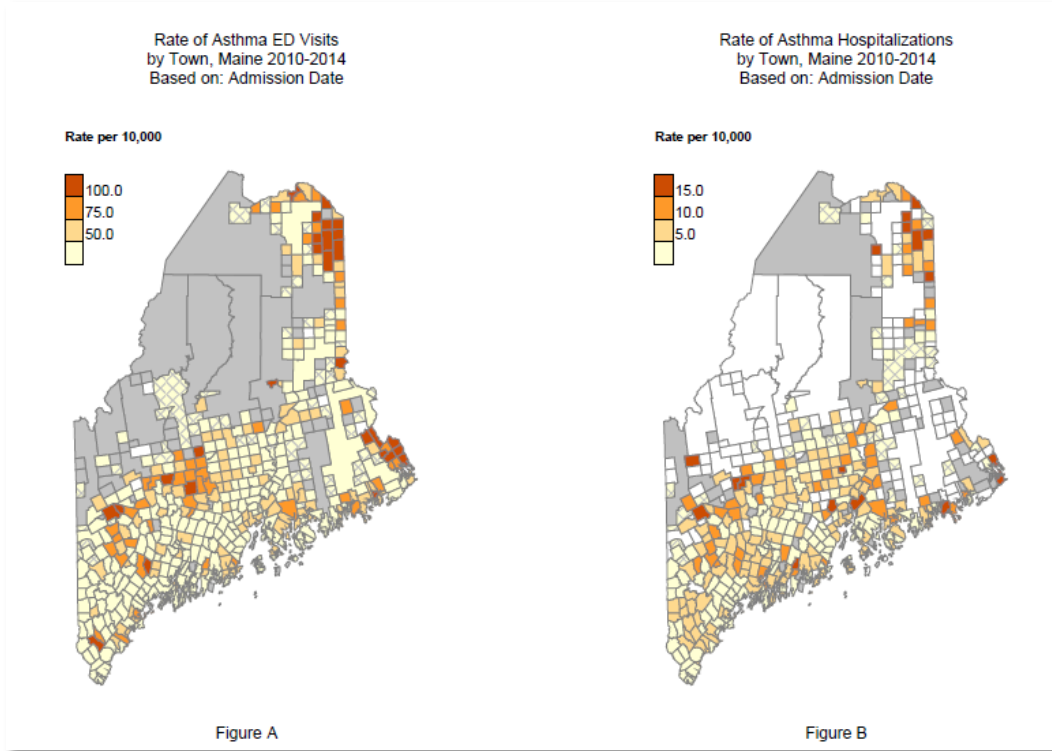 Rate of Asthma ED Visits
by Town, Maine 2010-2014
Based on: Admission Date
Rate per 10,000
100.0
75.0
50.0
Figure A
Rate of Asthma Hospitalizations
by Town, Maine 2010-2014
Based on: Admission Date
Rate per 10,000
15.0
10.0
5.0
Figure B